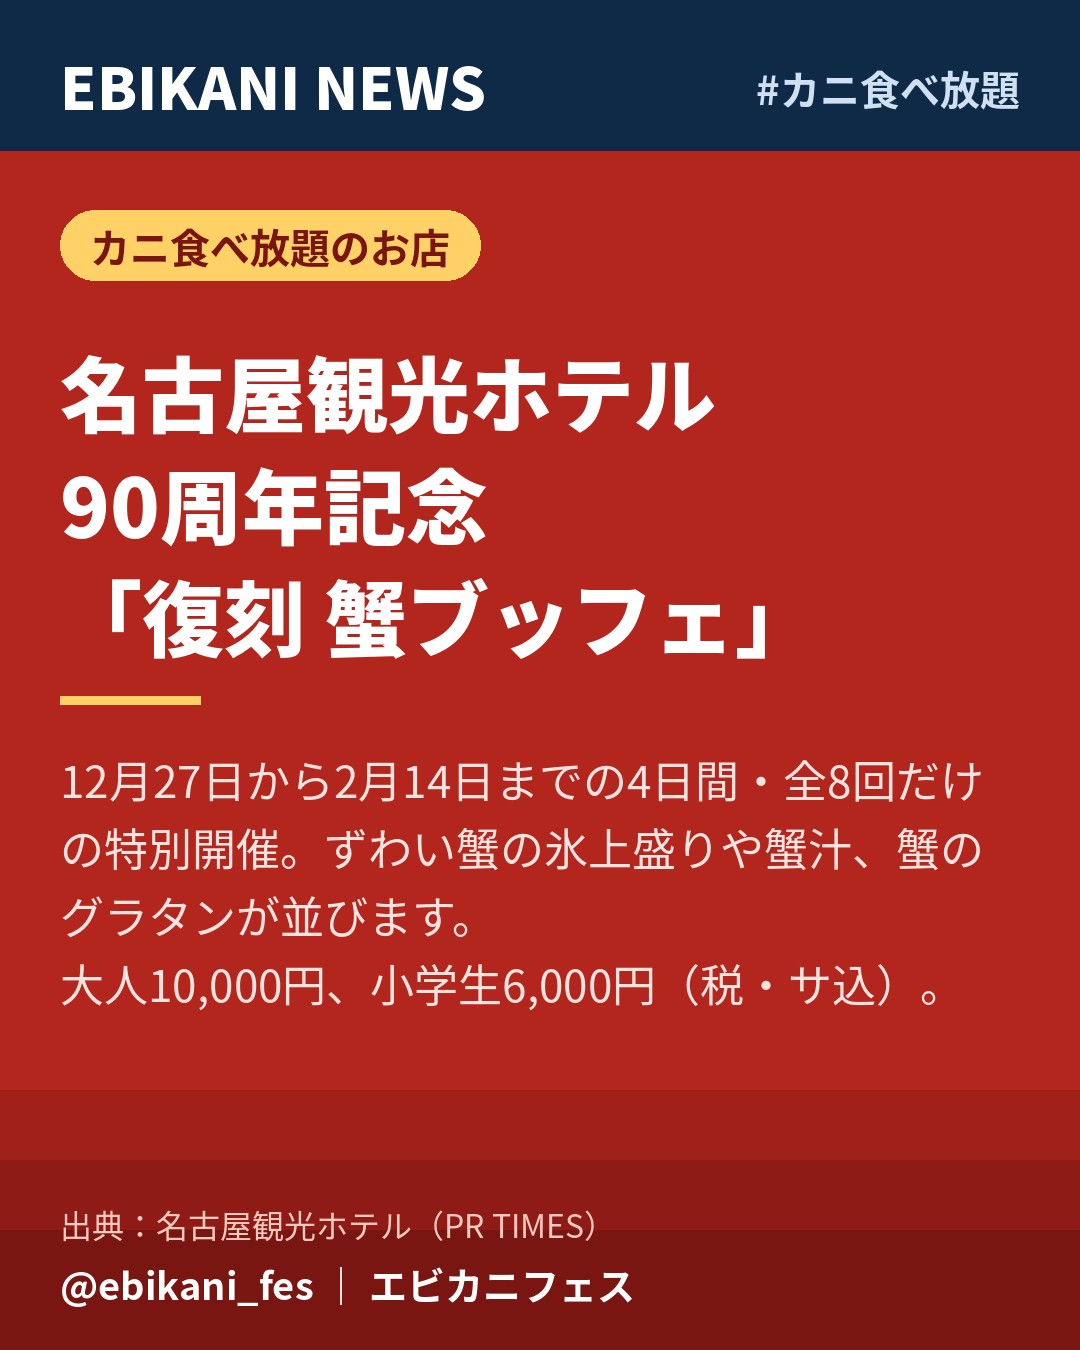 EBIKANI NEWS
#カニ食べ放題
カニ食べ放題のお店
名古屋観光ホテル
90周年記念
「復刻 蟹ブッフェ」
12月27日から2月14日までの4日間・全8回だけ
の特別開催。ずわい蟹の氷上盛りや蟹汁、蟹の
グラタンが並びます。
大人10,000円、小学生6,000円（税・サ込）。
出典：名古屋観光ホテル（PR TIMES）
@ebikani_fes ｜ エビカニフェス